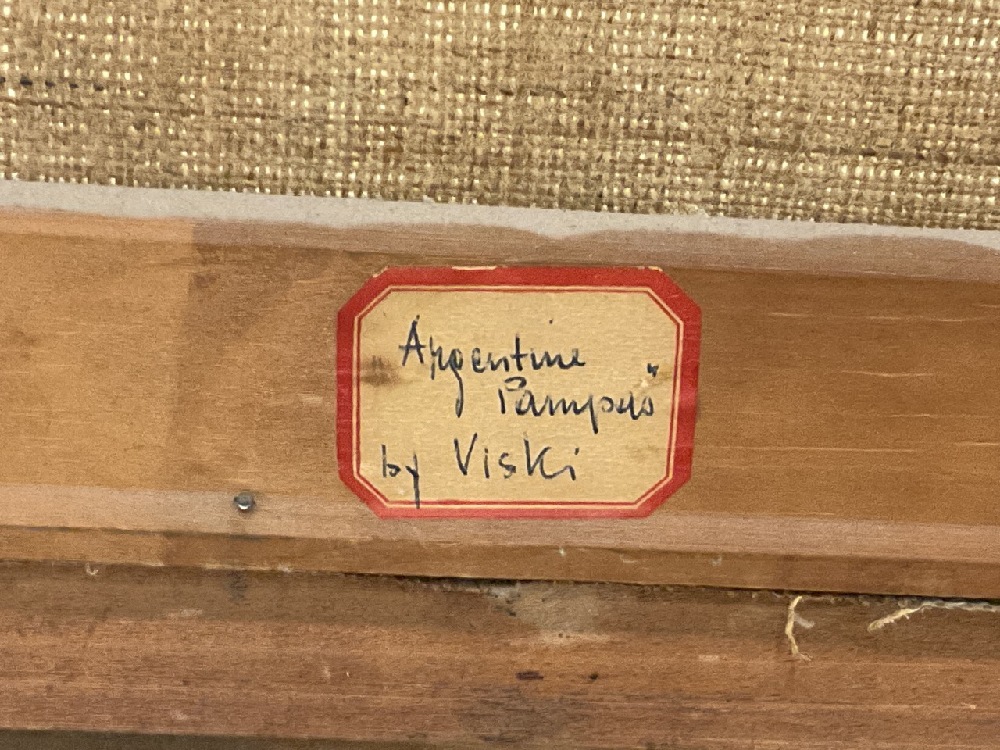 Argentine
Pampas"
by Viski